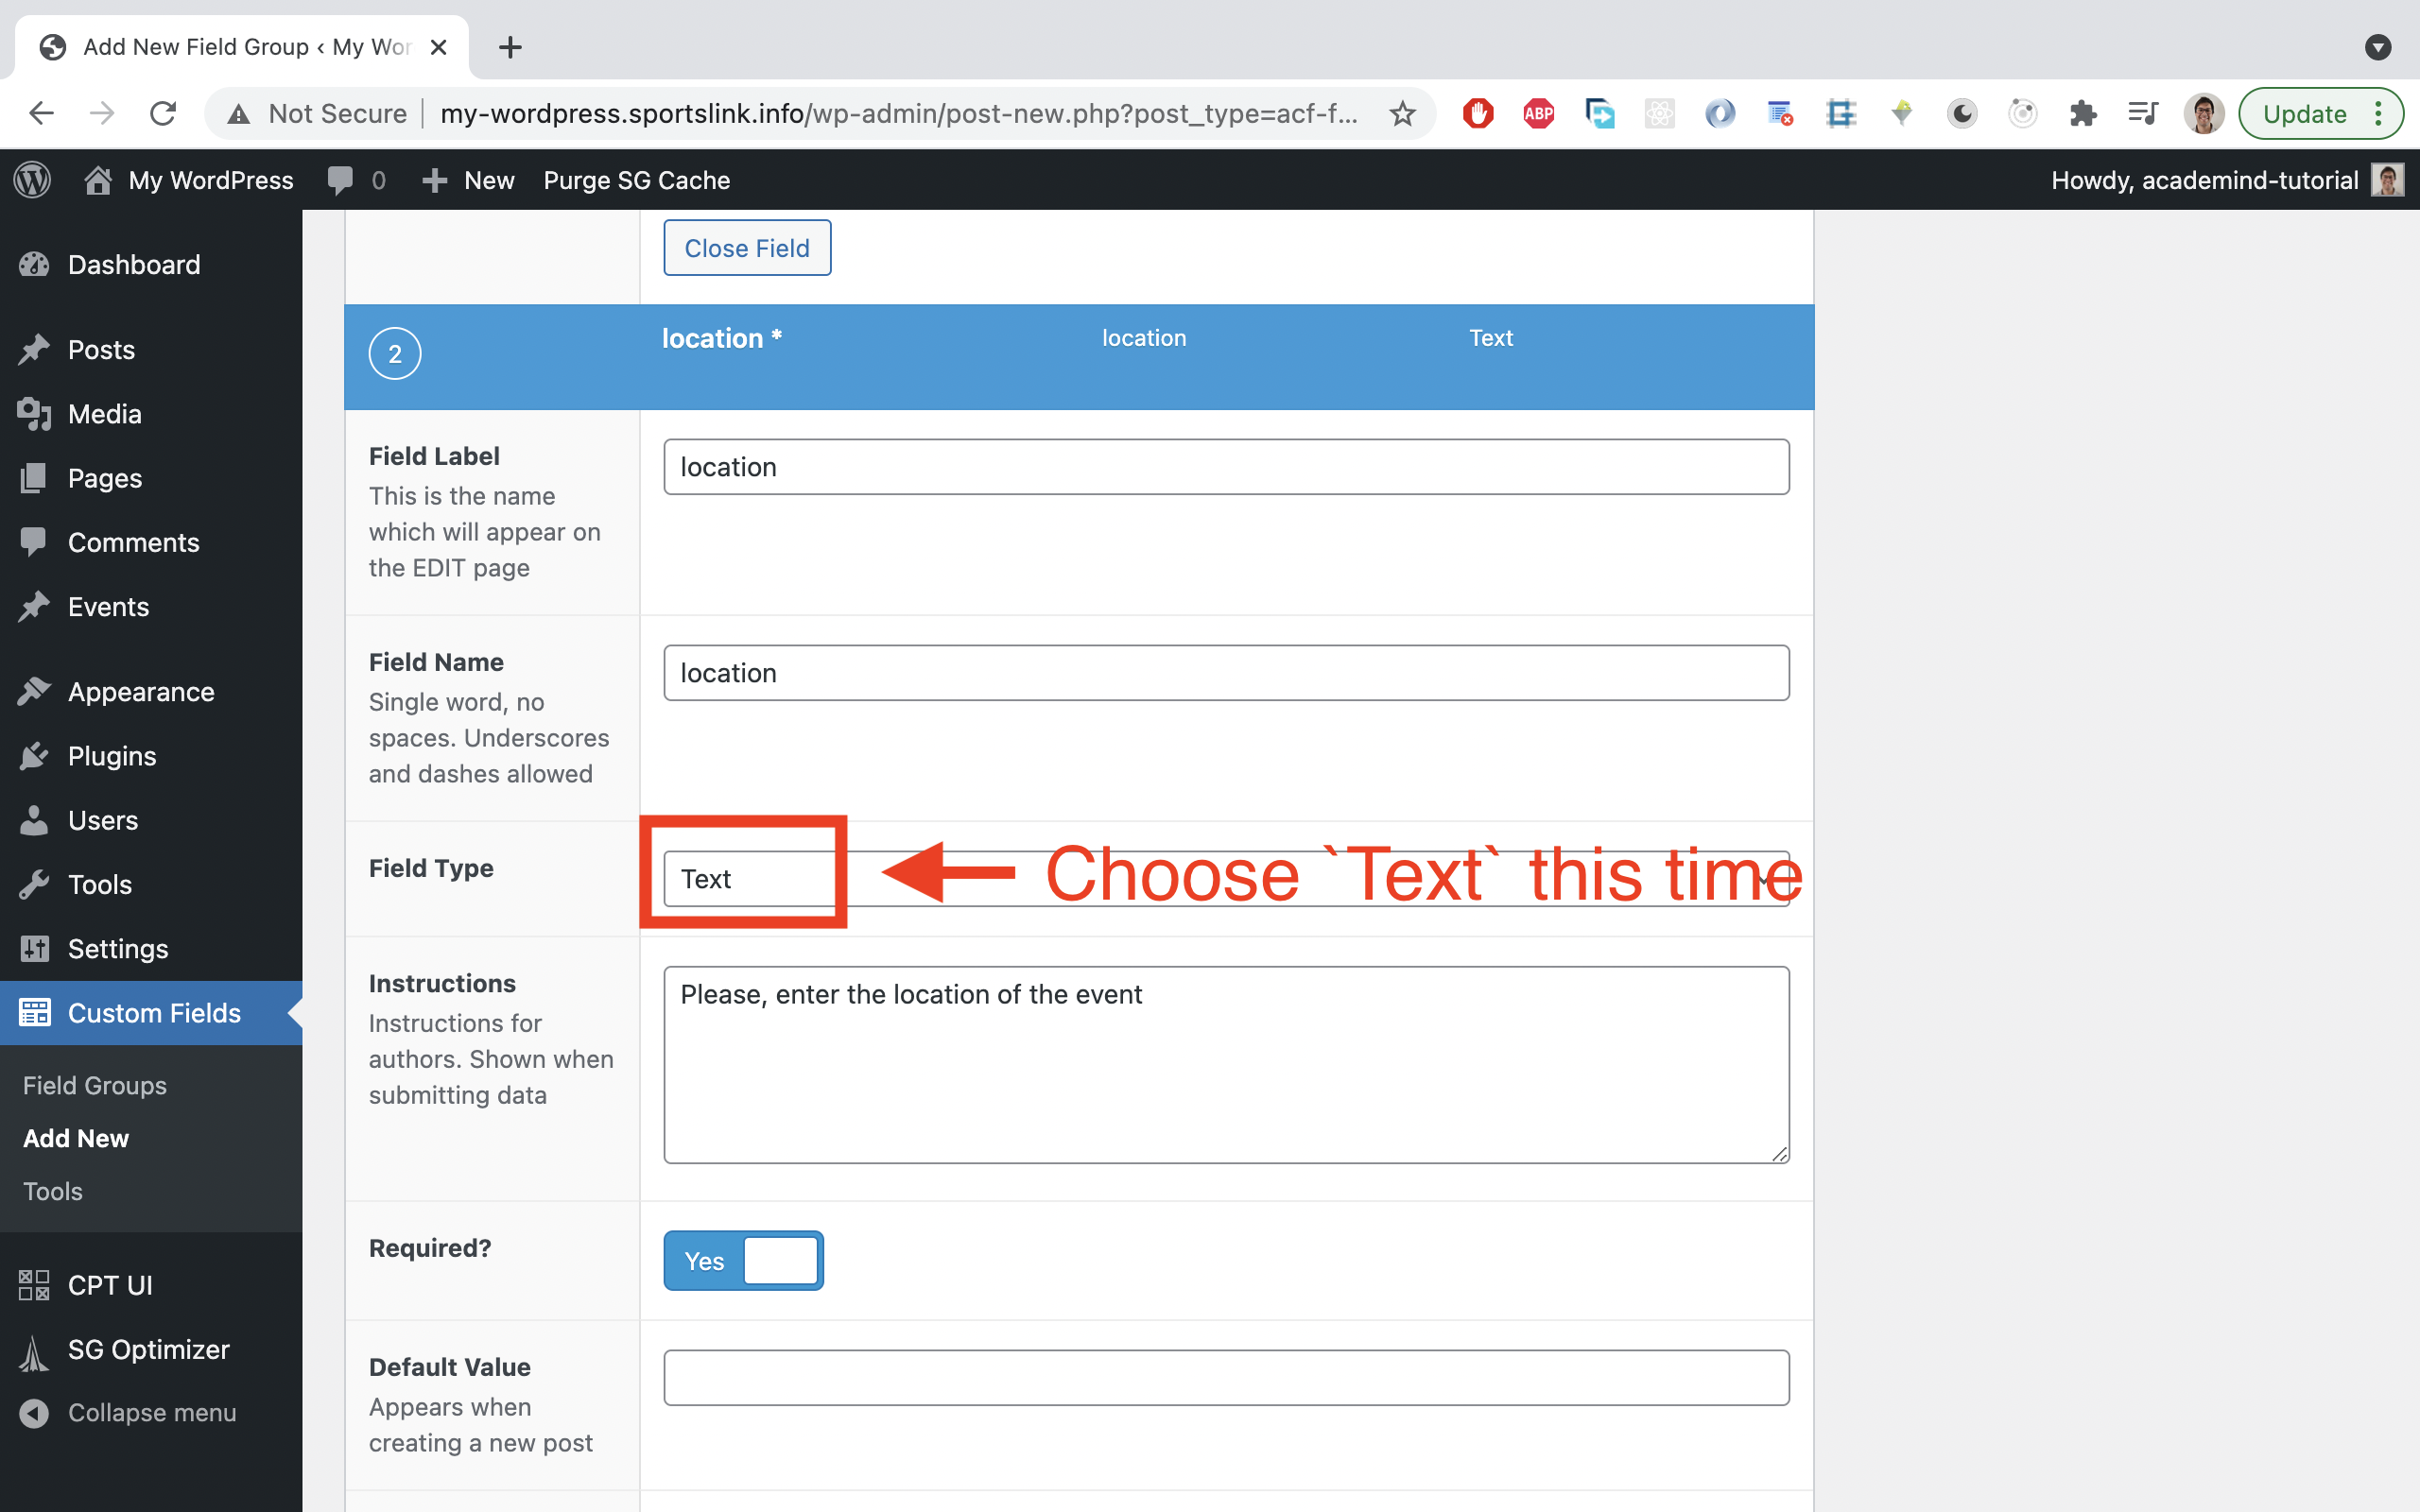 Add New Field Group ‹ My Wor
Not Secure my-wordpress.sportslink.info/wp-admin/post-new.php?post_type=acf-f...
ABP
Update
My WordPress 0 New Purge SG Cache
Howdy, academind-tutorial
Dashboard
Posts
Media
Pages
Comments
Events
Appearance
Plugins
Users
Tools
Settings
Custom Fields
Field Groups
Add New
Tools
CPT UI
SG Optimizer
Collapse menu
Close Field
2 location * location Text
Field Label
This is the name
which will appear on
the EDIT page
location
Field Name
Single word, no
spaces. Underscores
and dashes allowed
location
Field Type
Text
Choose `Text` this time
Instructions
Instructions for
authors. Shown when
submitting data
Please, enter the location of the event
Required?
Yes
Default Value
Appears when
creating a new post